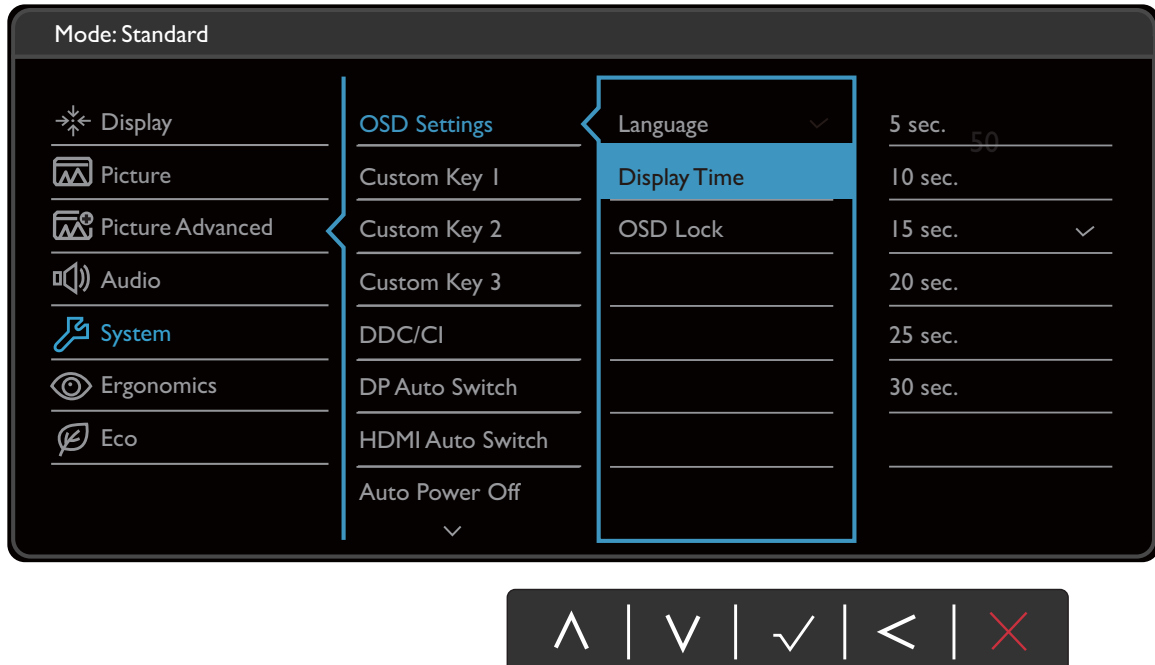 Mode: Standard
Display
Picture
Picture Advanced
Audio
System
Ergonomics
Eco
OSD Settings
Custom Key 1
Custom Key 2
Custom Key 3
DDC/CI
DP Auto Switch
HDMI Auto Switch
Auto Power Off
Language
Display Time
OSD Lock
5 sec.
50
10 sec.
15 sec.
20 sec.
25 sec.
30 sec.